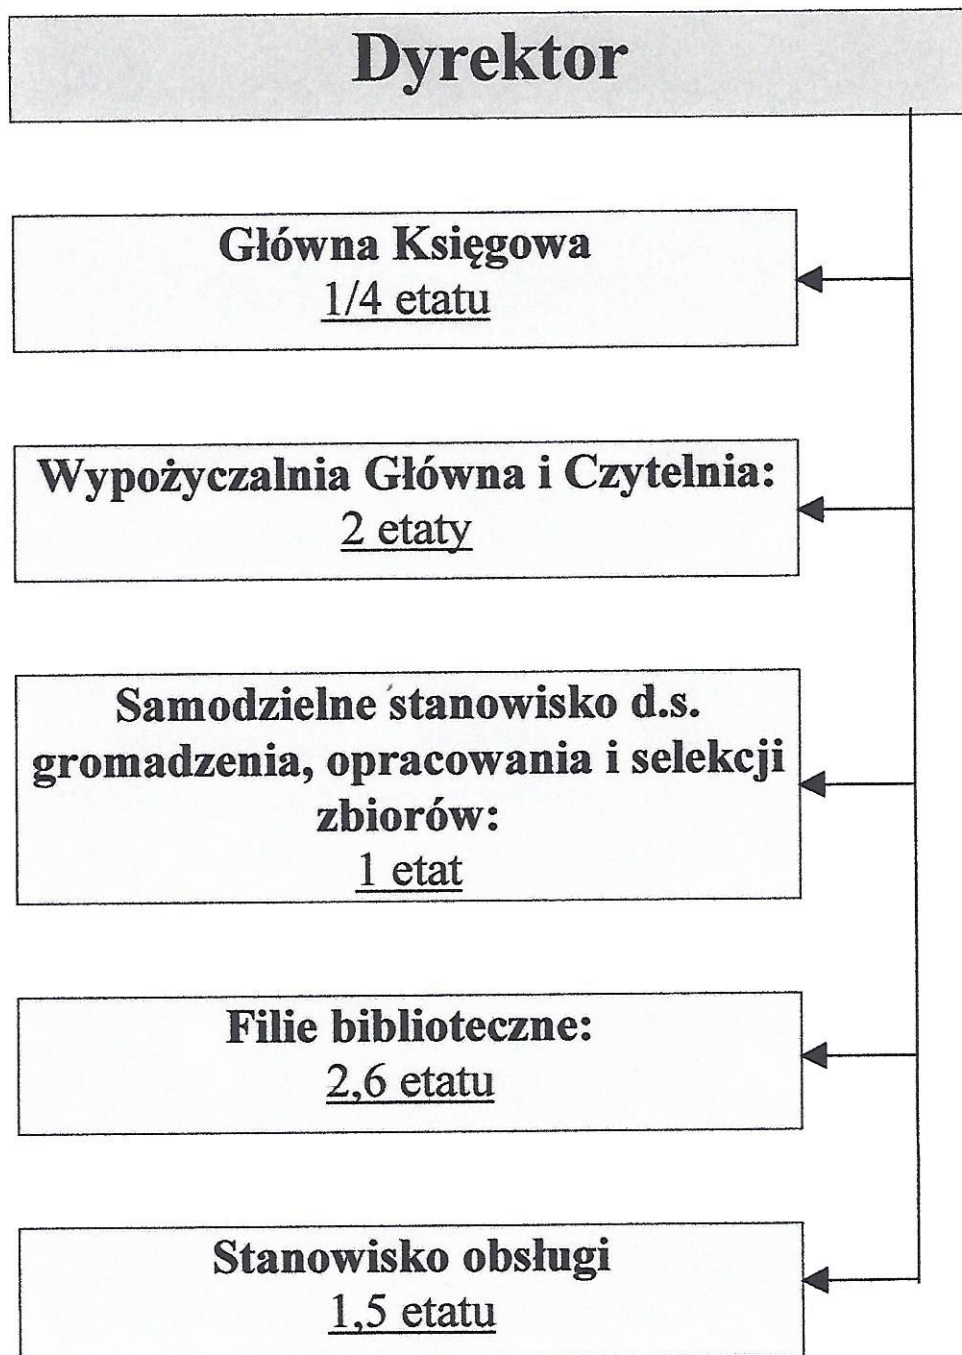 Dyrektor
Główna Księgowa
1/4 etatu
Wypożyczalnia Główna i Czytelnia:
2 etaty
Samodzielne stanowisko d.s.
gromadzenia, opracowania i selekcji
zbiorów:
1 etat
Filie biblioteczne:
2,6 etatu
Stanowisko obsługi
1,5 etatu